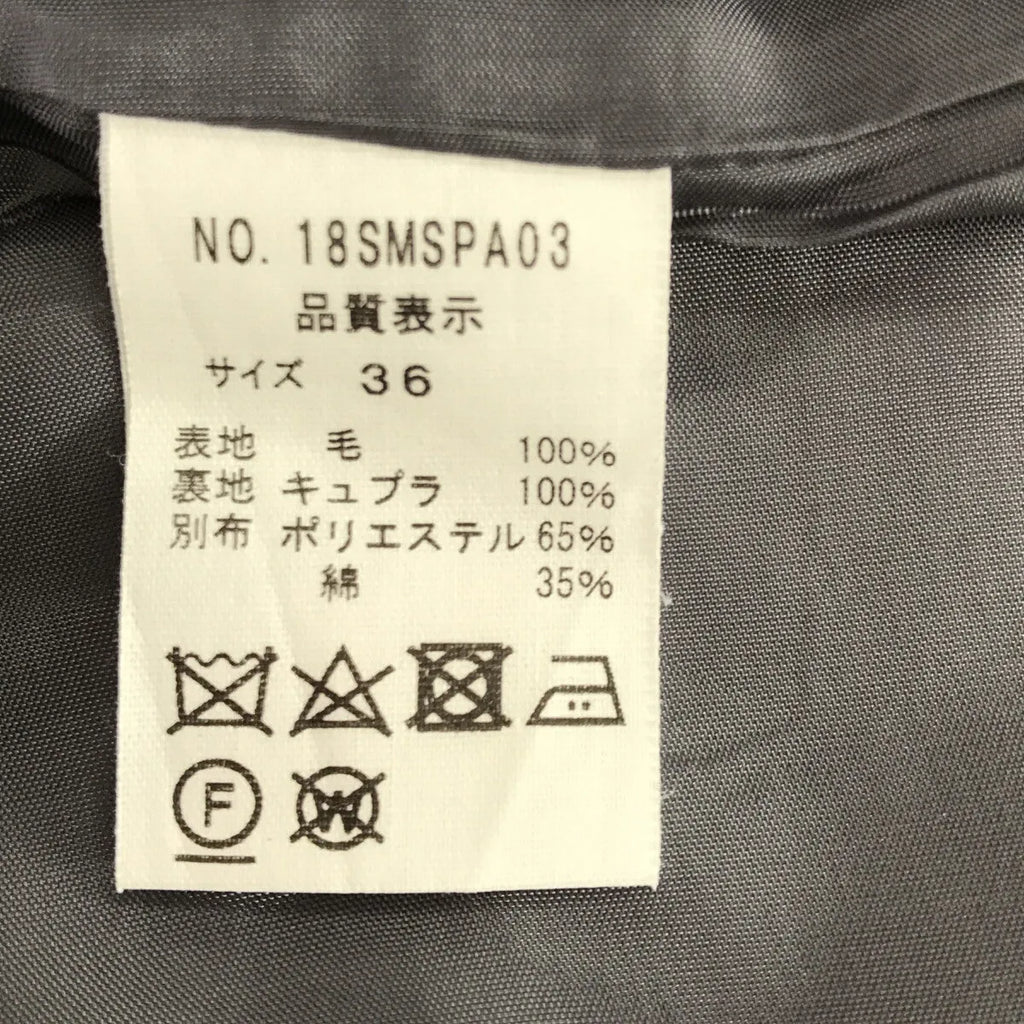 NO. 18SMSPA03
品質表示
サイズ 36
表地 毛 100%
裏地 キュプラ 100%
別布 ポリエステル 65%
綿 35%
F
W